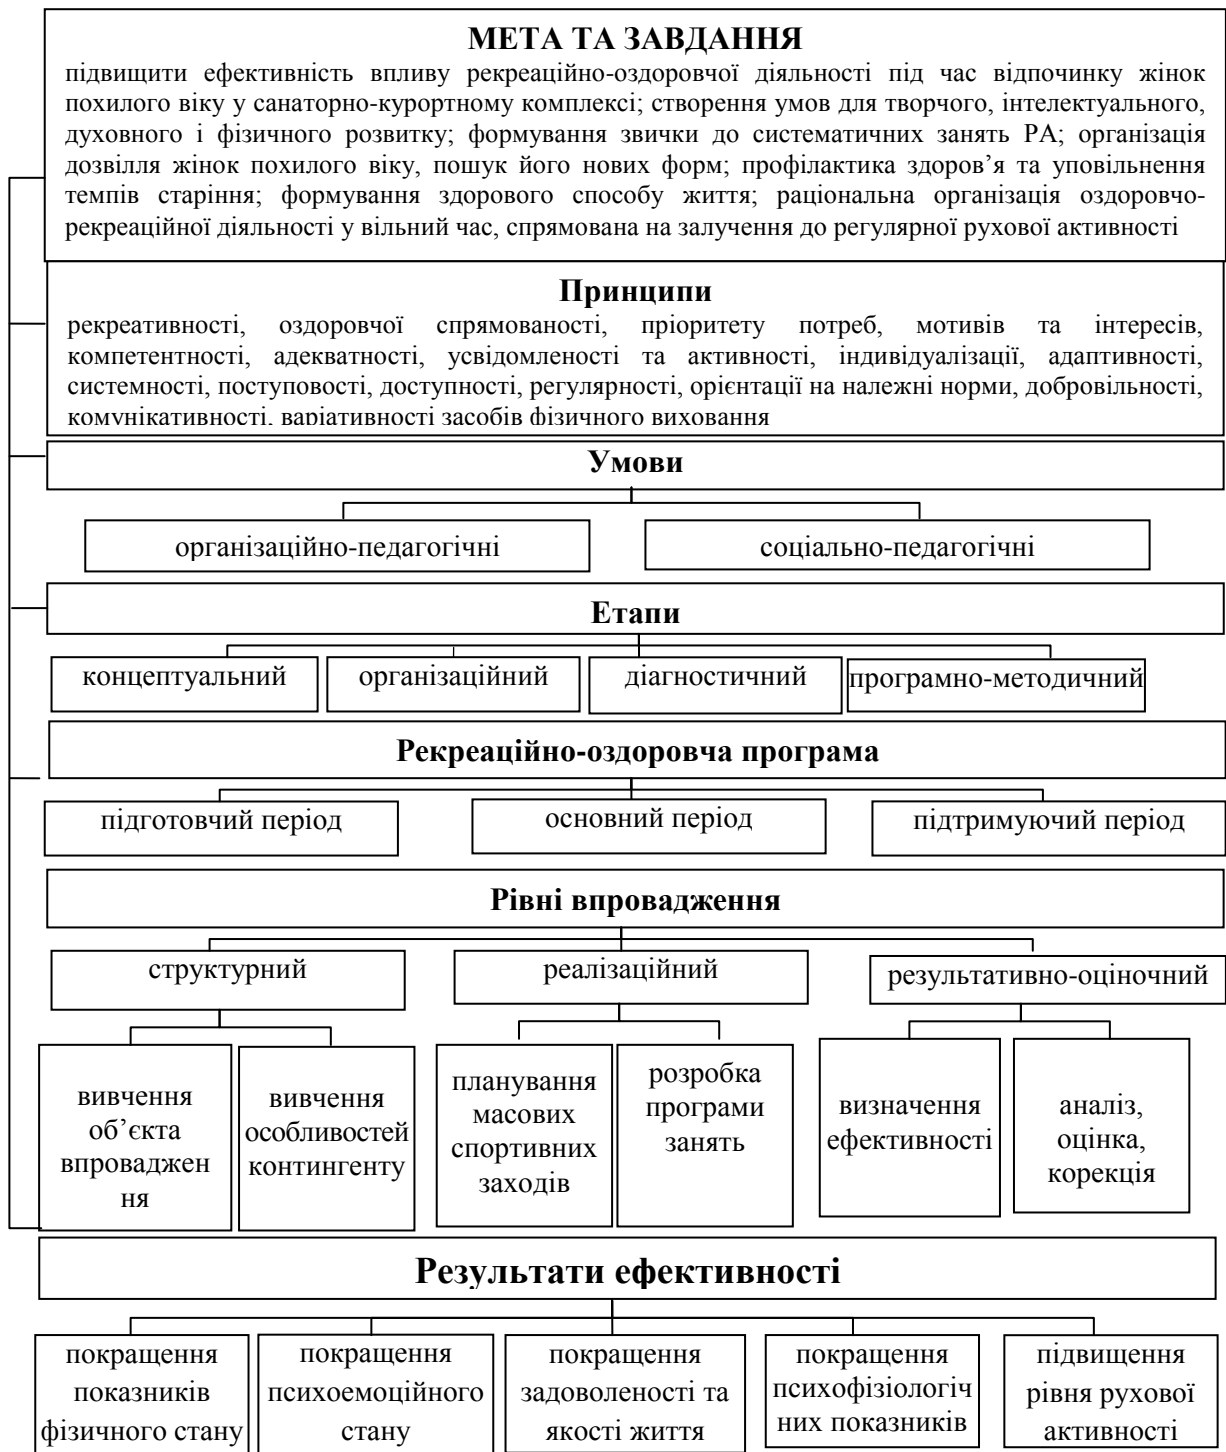 МЕТА ТА ЗАВДАННЯ
підвищити ефективність впливу рекреаційно-оздоровчої діяльності під час відпочинку жінок
похилого віку у санаторно-курортному комплексі; створення умов для творчого, інтелектуального,
духовного і фізичного розвитку; формування звички до систематичних занять РА; організація
дозвілля жінок похилого віку, пошук його нових форм; профілактика здоров’я та уповільнення
темпів старіння; формування здорового способу життя; раціональна організація оздоровчо-
рекреаційної діяльності у вільний час, спрямована на залучення до регулярної рухової активності
Принципи
рекреативності, оздоровчої спрямованості, пріоритету потреб, мотивів та інтересів,
компетентності, адекватності, усвідомленості та активності, індивідуалізації, адаптивності,
системності, поступовості, доступності, регулярності, орієнтації на належні норми, добровільності,
комунікативності, варіативності засобів фізичного виховання
Умови
організаційно-педагогічні
соціально-педагогічні
Етапи
концептуальний
організаційний
діагностичний
програмно-методичний
Рекреаційно-оздоровча програма
підготовчий період
основний період
підтримуючий період
Рівні впровадження
структурний
реалізаційний
результативно-оціночний
вивчення
об’єкта
впроваджен
ня
вивчення
особливостей
контингенту
планування
масових
спортивних
заходів
розробка
програми
занять
визначення
ефективності
аналіз,
оцінка,
корекція
Результати ефективності
покращення
показників
фізичного стану
покращення
психоемоційного
стану
покращення
задоволеності та
якості життя
покращення
психофізіологіч
них показників
підвищення
рівня рухової
активності